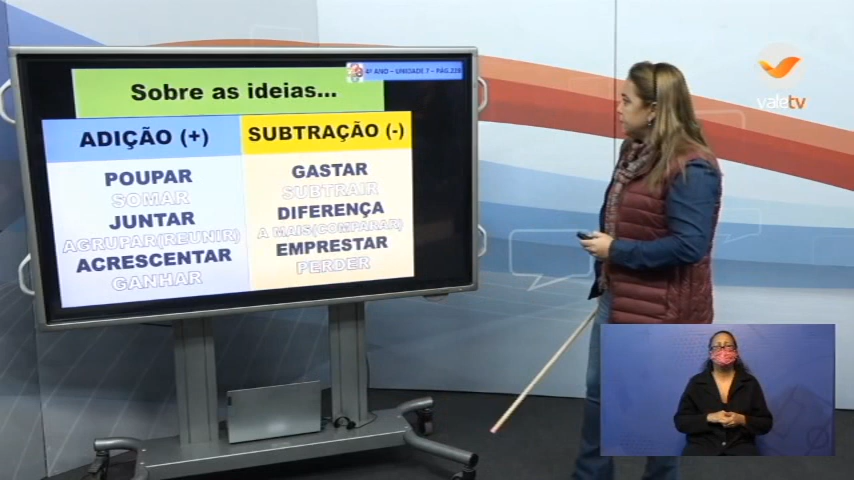 4º ANO – UNIDADE 7 – PÁG.220
Sobre as ideias...
ADIÇÃO (+)
POUPAR
SOMAR
JUNTAR
AGRUPAR(REUNIR)
ACRESCENTAR
GANHAR
SUBTRAÇÃO (-)
GASTAR
SUBTRAIR
DIFERENÇA
A MAIS(COMPARAR)
EMPRESTAR
PERDER
valetv